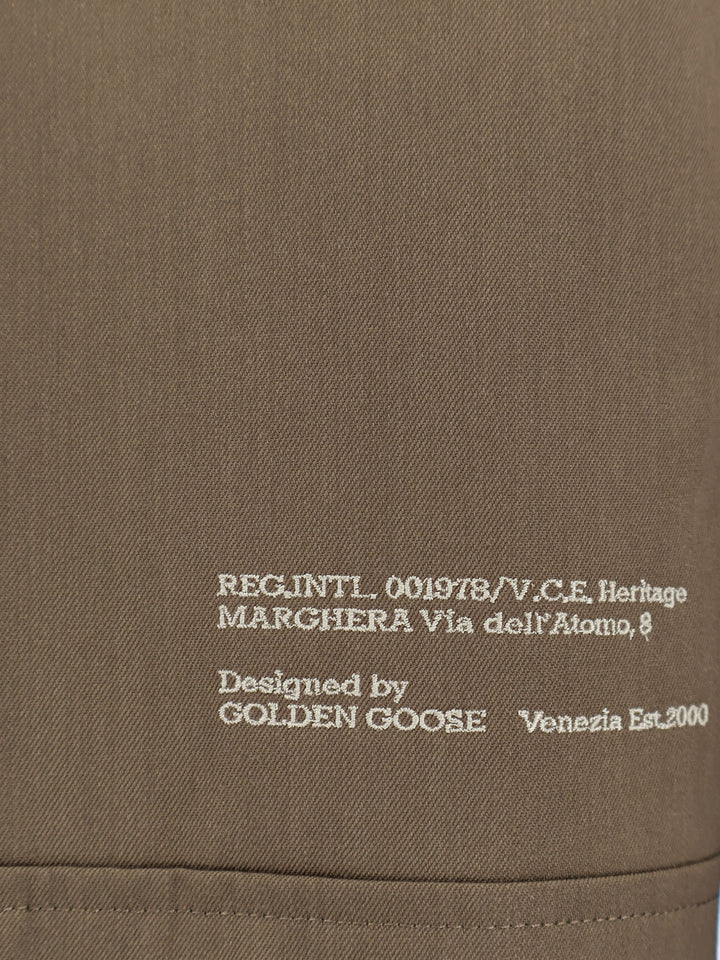 REG.INTL. 001978/V.C.E. Heritage
MARGHERA Via dell'Atomo, 8
Designed by
GOLDEN GOOSE Venezia Est.2000